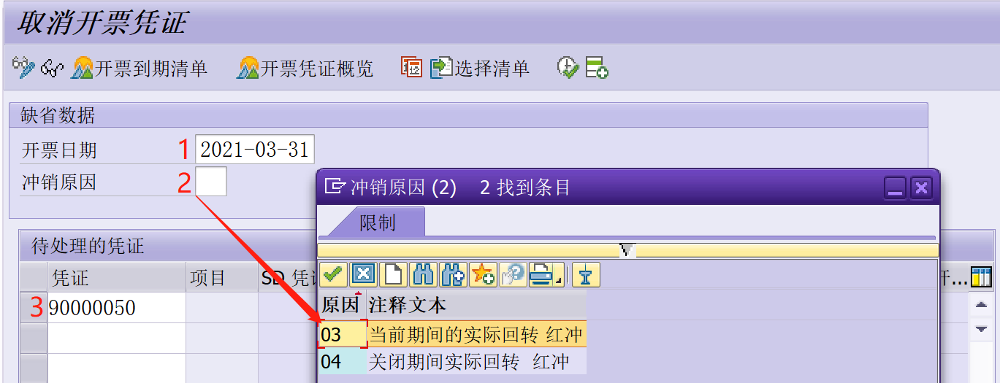 取消开票凭证
开票到期清单 开票凭证概览 选择清单
缺省数据
开票日期 1 2021-03-31
冲销原因 2
冲销原因 (2) 2 找到条目
限制
待处理的凭证
凭证 项目 SD 凭 开...
原因 注释文本
3 90000050
03 当前期间的实际回转 红冲
04 关闭期间实际回转 红冲